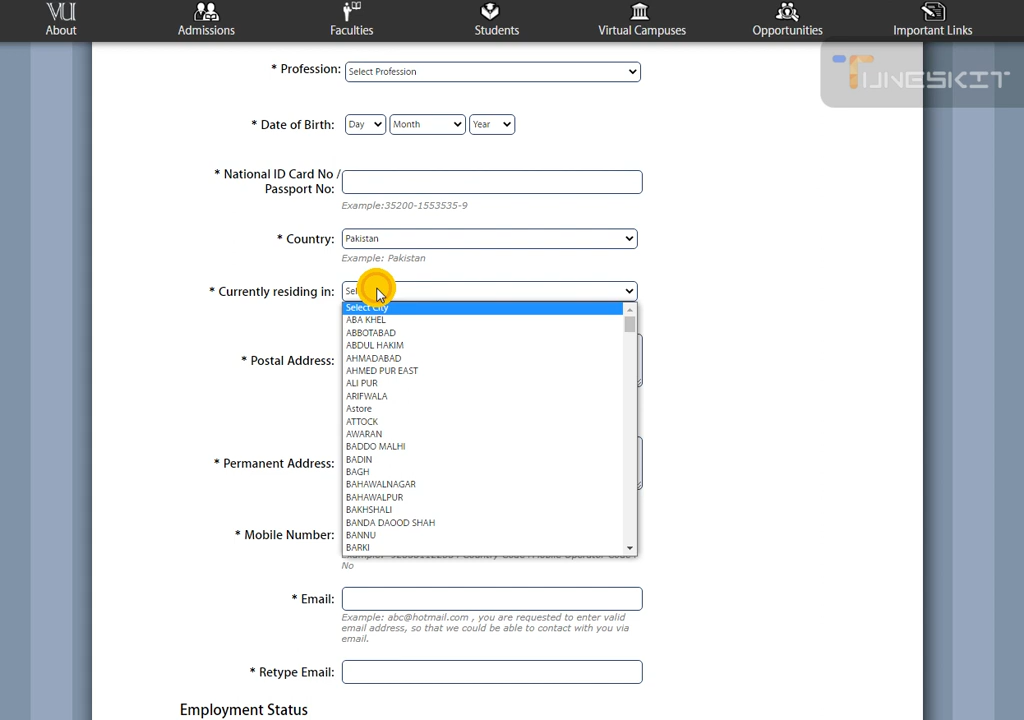 VU
About
Admissions
Faculties
Students
Virtual Campuses
Opportunities
Important Links
TUNESKIT
* Profession:
Select Profession
* Date of Birth:
Day
Month
Year
* National ID Card No /
Passport No:
Example:35200-1553535-9
* Country:
Pakistan
Example: Pakistan
* Currently residing in:
Select City
ABA KHEL
ABBOTABAD
ABDUL HAKIM
AHMADABAD
AHMED PUR EAST
ALI PUR
ARIFWALA
Astore
ATTOCK
AWARAN
BADDO MALHI
BADIN
BAGH
BAHAWALNAGAR
BAHAWALPUR
BAKHSHALI
BANDA DAOOD SHAH
BANNU
BARKI
* Postal Address:
* Permanent Address:
* Mobile Number:
No
* Email:
Example: abc@hotmail.com , you are requested to enter valid
email address, so that we could be able to contact with you via
email.
* Retype Email:
Employment Status